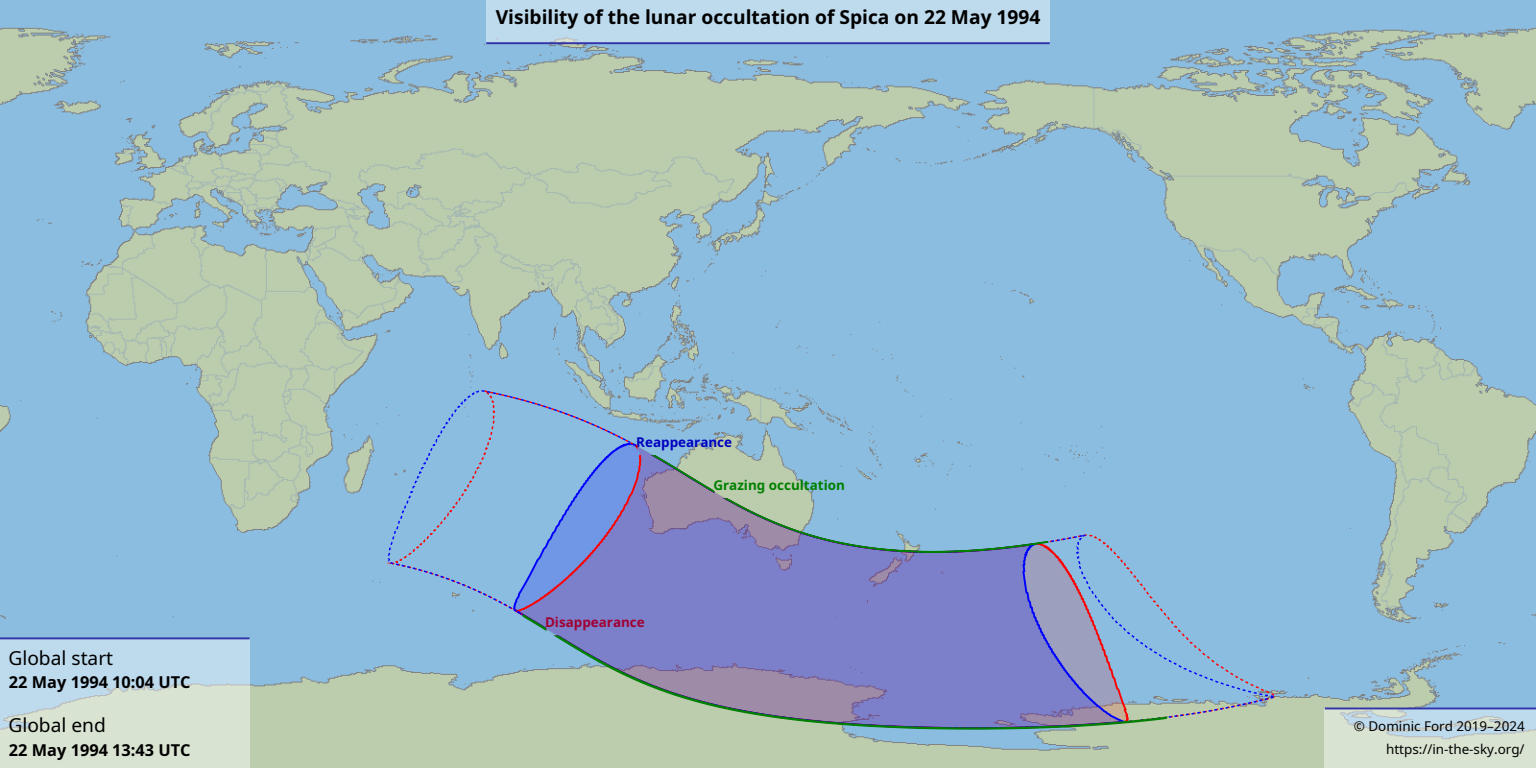 Visibility of the lunar occultation of Spica on 22 May 1994
Reappearance
Grazing occultation
Disappearance
Global start
22 May 1994 10:04 UTC
Global end
22 May 1994 13:43 UTC
© Dominic Ford 2019–2024
https://in-the-sky.org/